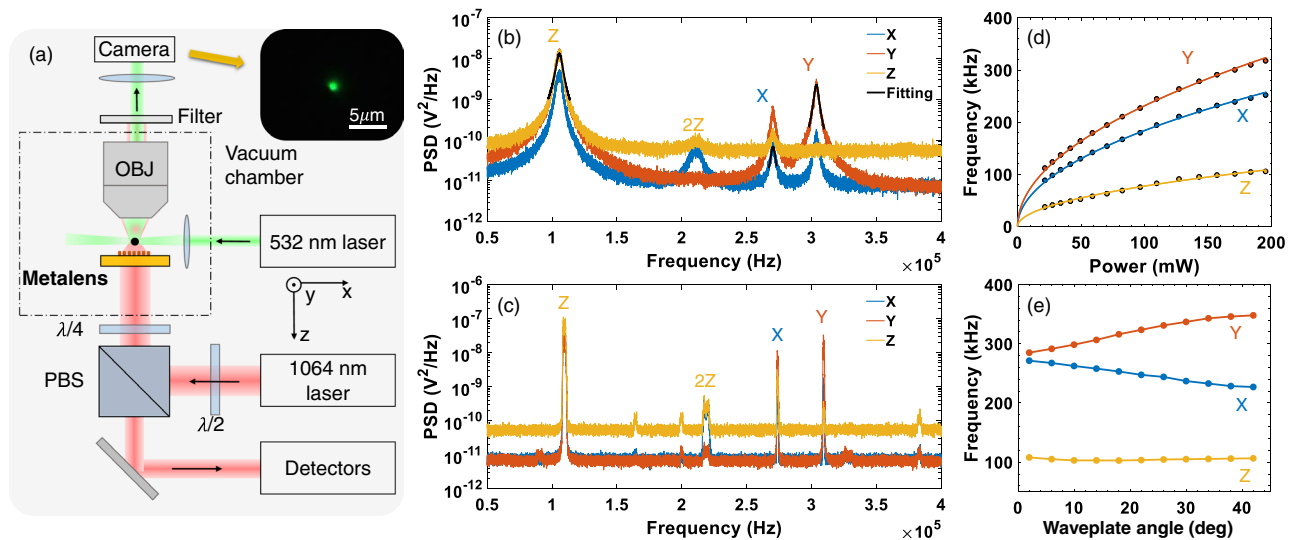 (a)
Camera
5μm
Filter
Vacuum
chamber
OBJ
532 nm laser
Metalens
y
x
z
λ/4
PBS
1064 nm
laser
λ/2
Detectors
(b)
10⁻⁷
10⁻⁸
10⁻⁹
10⁻¹⁰
10⁻¹¹
10⁻¹²
PSD (V²/Hz)
Z
2Z
X
Y
X
Y
Z
Fitting
0.5 1 1.5 2 2.5 3 3.5 4
Frequency (Hz)
× 10⁵
(c)
10⁻⁶
10⁻⁷
10⁻⁸
10⁻⁹
10⁻¹⁰
10⁻¹¹
10⁻¹²
PSD (V²/Hz)
Z
2Z
X
Y
X
Y
Z
0.5 1 1.5 2 2.5 3 3.5 4
Frequency (Hz)
× 10⁵
(d)
400
300
200
100
0
Frequency (kHz)
Y
X
Z
0 50 100 150 200
Power (mW)
(e)
400
300
200
100
Frequency (kHz)
Y
X
Z
0 10 20 30 40
Waveplate angle (deg)